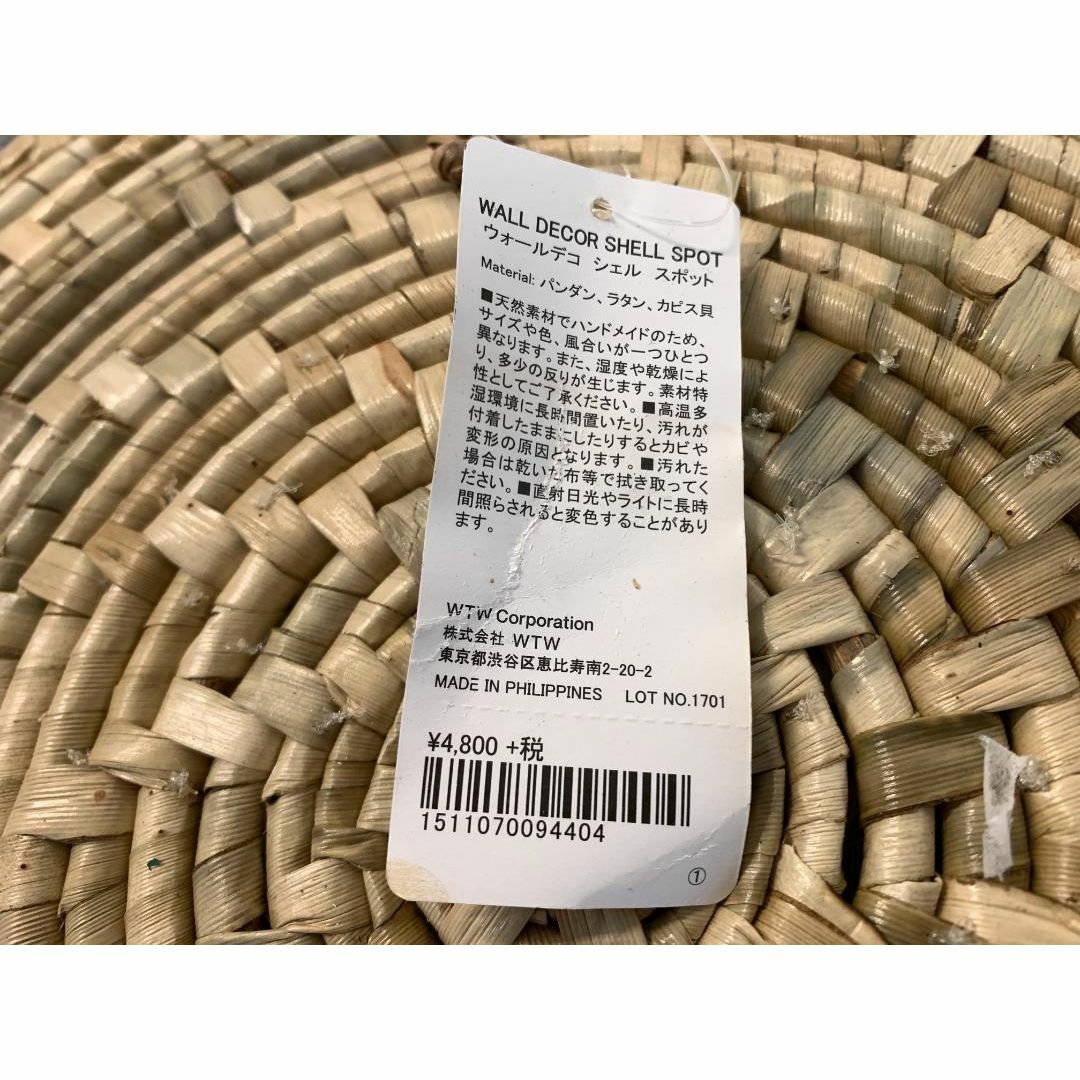 WALL DECOR SHELL SPOT
ウォールデコ シェル スポット
Material: パンダン、ラタン、カピス貝
■天然素材でハンドメイドのため、
サイズや色、風合いが一つひとつ
異なります。また、湿度や乾燥によ
り、多少の反りが生じます。素材特
性としてご了承ください。■高温多
湿環境に長時間置いたり、汚れが
付着したままにしたりするとカビや
変形の原因となります。■汚れた
場合は乾いた布等で拭き取ってく
ださい。■直射日光やライトに長時
間照らされると変色することがあり
ます。
WTW Corporation
株式会社 WTW
東京都渋谷区恵比寿南2-20-2
MADE IN PHILIPPINES LOT NO.1701
¥4,800 +税
1511070094404
①